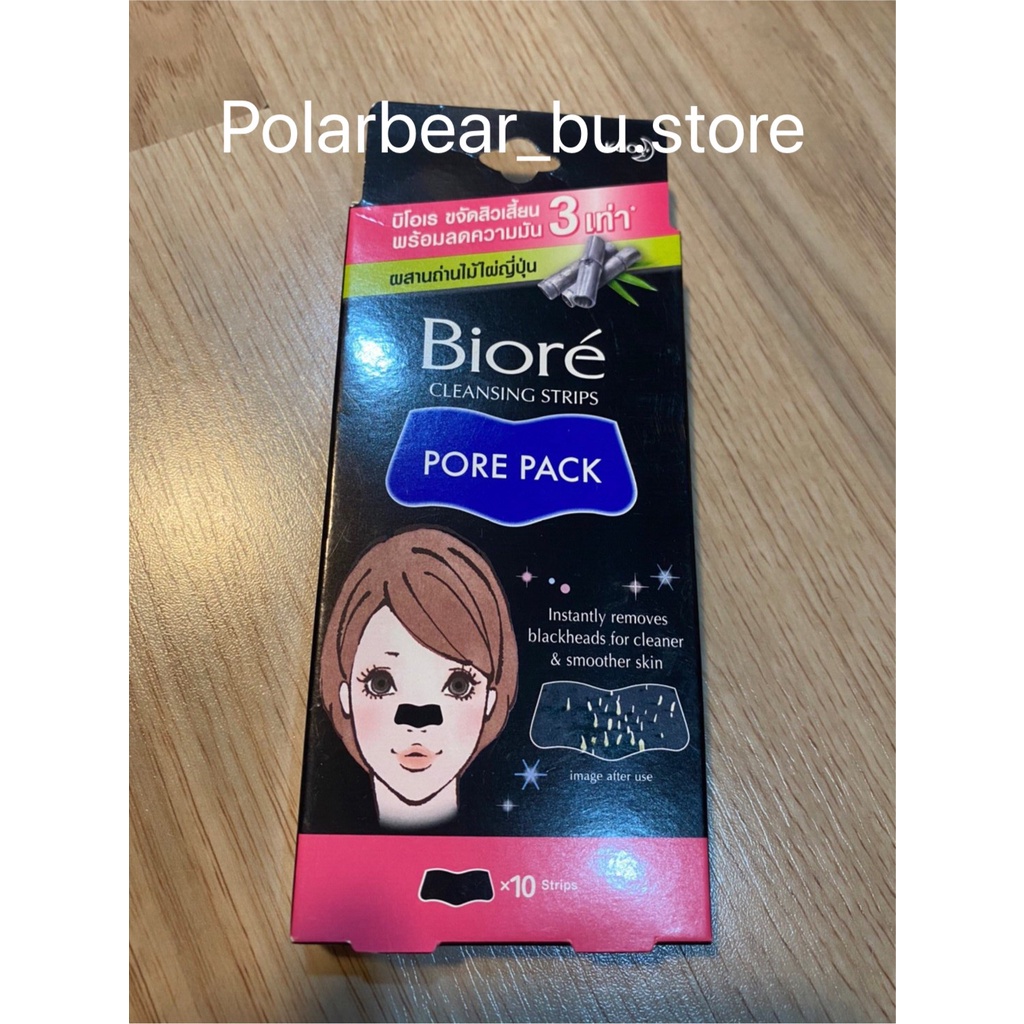 Polarbear_bu.store
Kao
บิโอเร ขจัดสิวเสี้ยน
พร้อมลดความมัน 3 เท่า*
ผสานถ่านไม้ไผ่ญี่ปุ่น
Bioré
CLEANSING STRIPS
PORE PACK
Instantly removes
blackheads for cleaner
& smoother skin
image after use
×10 Strips